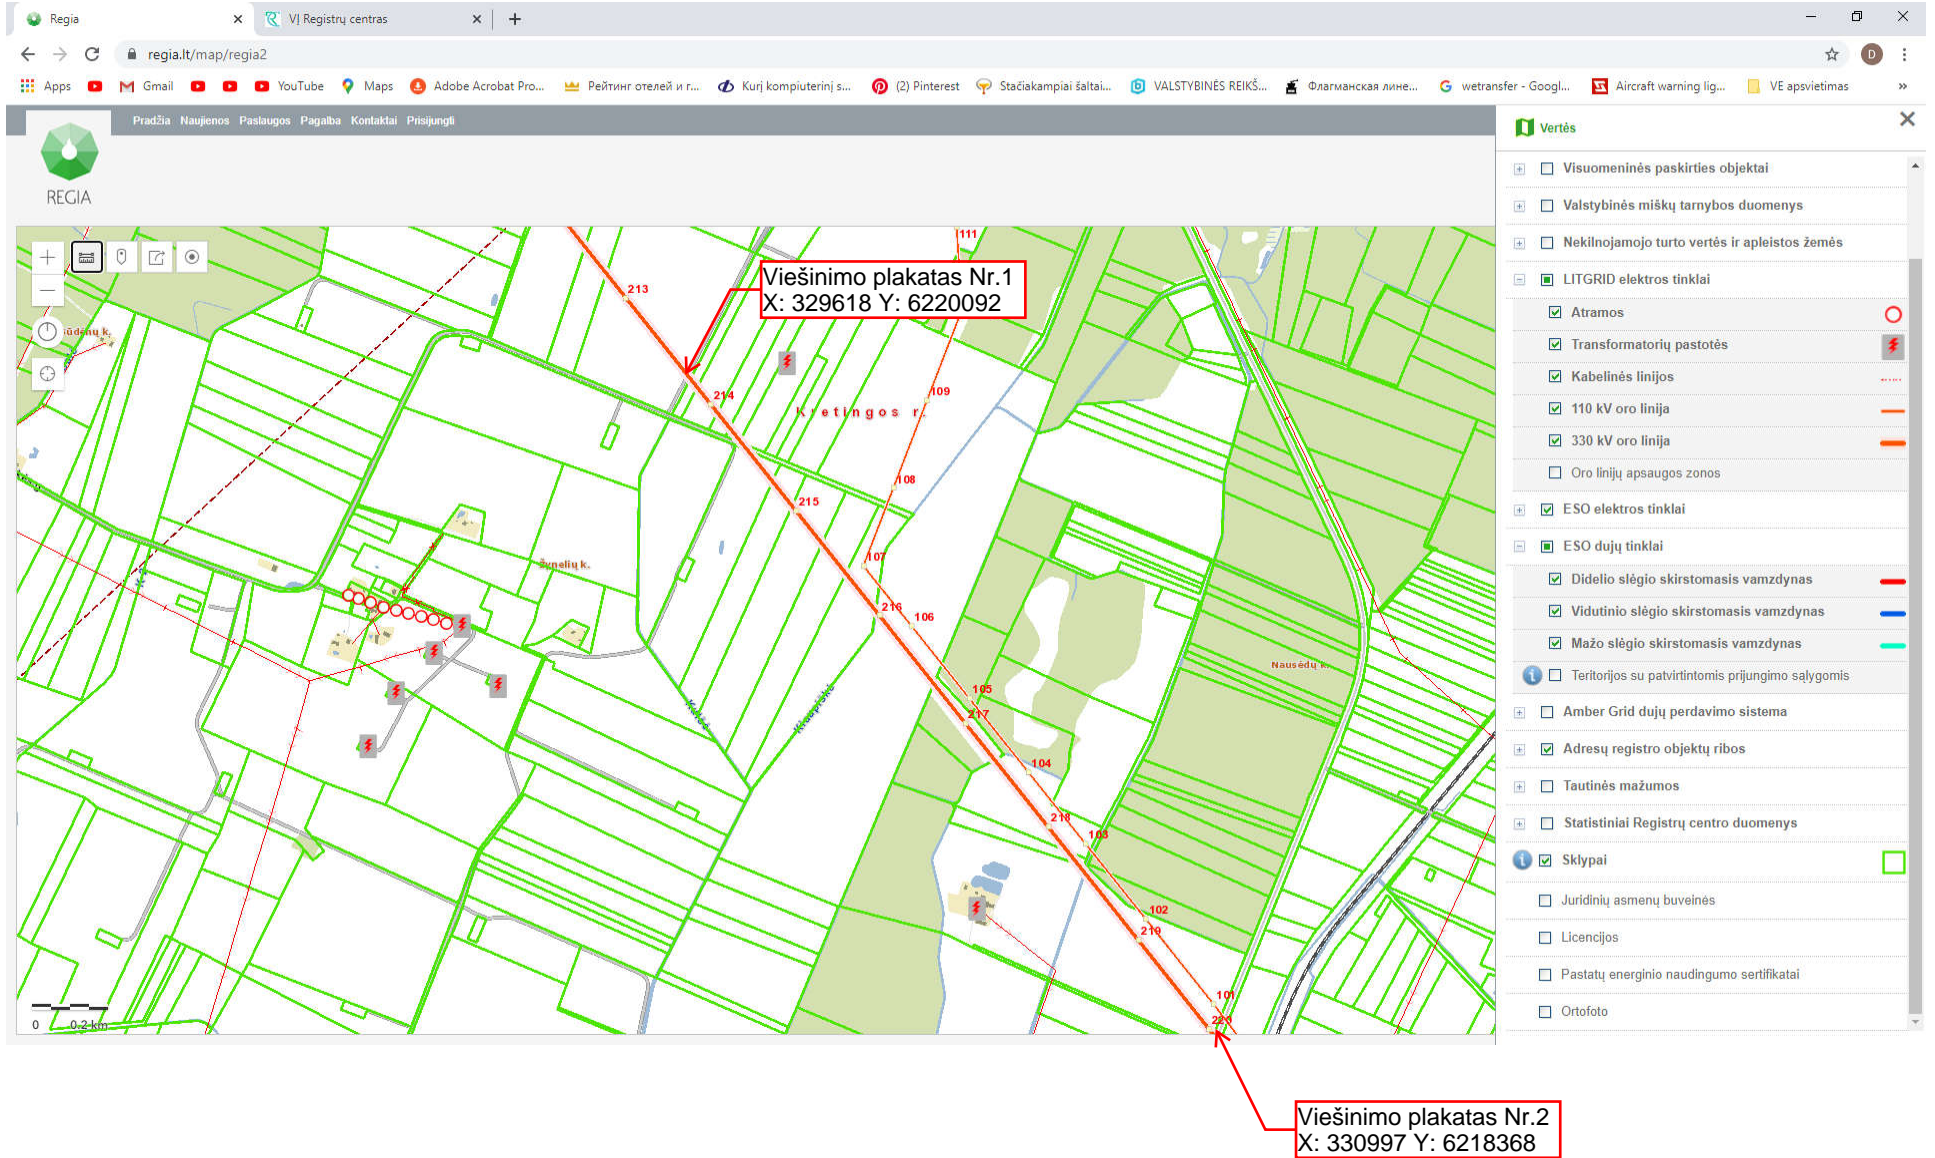 Regia
VĮ Registrų centras
regia.lt/map/regia2
Apps
Gmail
YouTube
Maps
Adobe Acrobat Pro...
Рейтинг отелей и г...
Kurį kompiuterinį s...
(2) Pinterest
Stačiakampiai šaltai...
VALSTYBINĖS REIKŠ...
Флагманская лине...
wetransfer - Googl...
Aircraft warning lig...
VE apsvietimas
D
Pradžia Naujienos Paslaugos Pagalba Kontaktai Prisijungti
REGIA
Vertės
Visuomeninės paskirties objektai
Valstybinės miškų tarnybos duomenys
Nekilnojamojo turto vertės ir apleistos žemės
LITGRID elektros tinklai
Atramos
Transformatorių pastotės
Kabelinės linijos
110 kV oro linija
330 kV oro linija
Oro linijų apsaugos zonos
ESO elektros tinklai
ESO dujų tinklai
Didelio slėgio skirstomasis vamzdynas
Vidutinio slėgio skirstomasis vamzdynas
Mažo slėgio skirstomasis vamzdynas
Teritorijos su patvirtintomis prijungimo sąlygomis
Amber Grid dujų perdavimo sistema
Adresų registro objektų ribos
Tautinės mažumos
Statistiniai Registrų centro duomenys
Sklypai
Juridinių asmenų buveinės
Licencijos
Pastatų energinio naudingumo sertifikatai
Ortofoto
111
213
Viešinimo plakatas Nr.1
X: 329618 Y: 6220092
214
109
Kretingos r.
108
215
107
Žynelių k.
216
106
Nausėdų k.
105
217
Kulšė
104
218
103
102
219
101
220
0 0.2 km
Viešinimo plakatas Nr.2
X: 330997 Y: 6218368